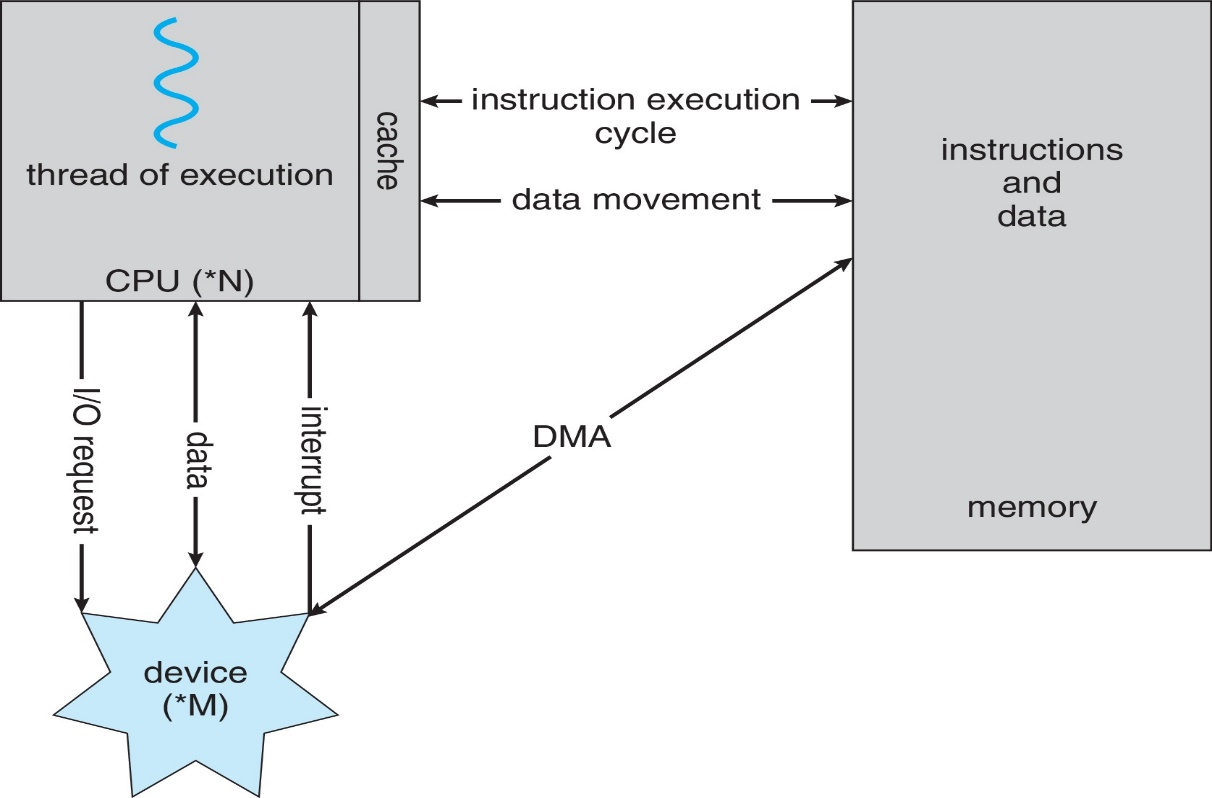 thread of execution
cache
CPU (*N)
instruction execution
cycle
data movement
instructions
and
data
memory
I/O request
data
interrupt
DMA
device
(*M)